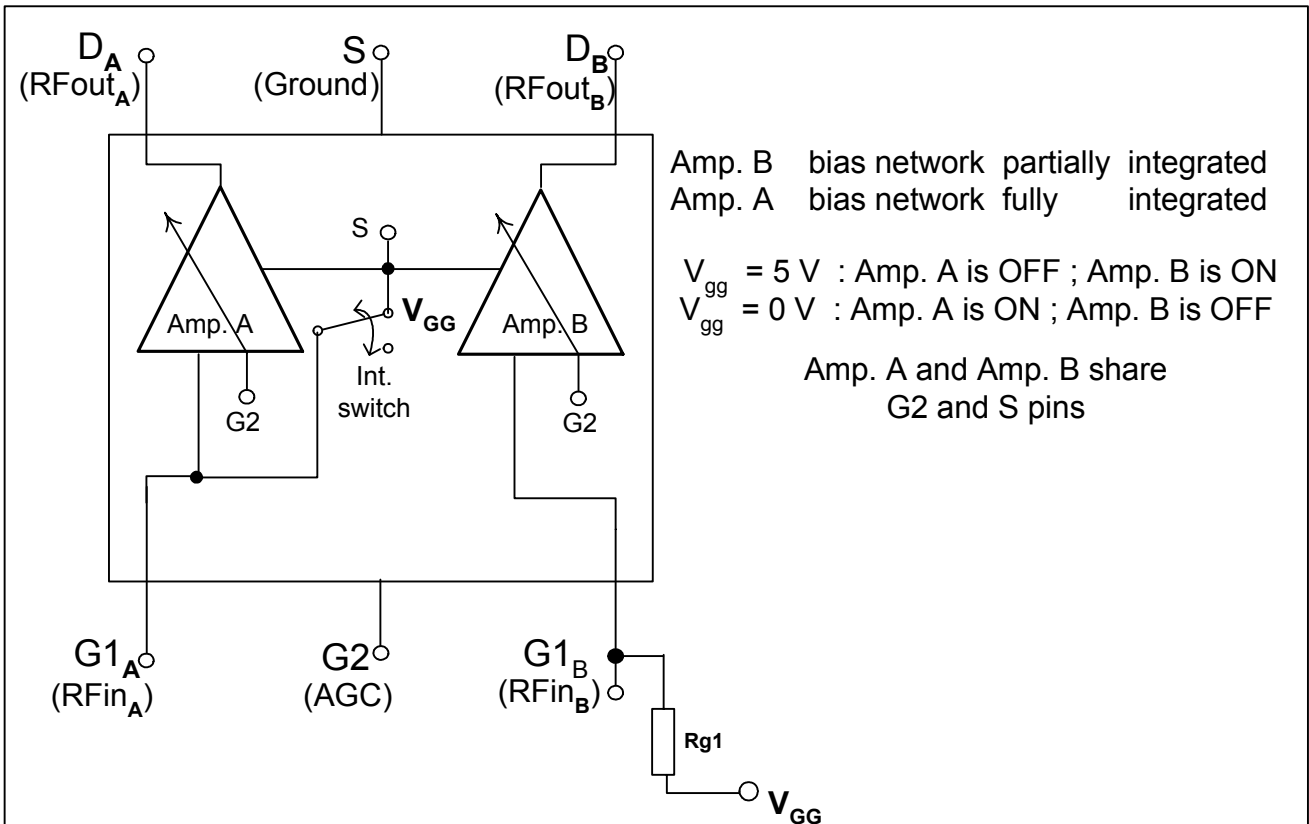 D_A S D_B
(RFout_A) (Ground) (RFout_B)
Amp. B bias network partially integrated
Amp. A bias network fully integrated
S
V_gg = 5 V : Amp. A is OFF ; Amp. B is ON
V_gg = 0 V : Amp. A is ON ; Amp. B is OFF
Amp. A V_GG Amp. B
Int.
switch
G2 G2
Amp. A and Amp. B share
G2 and S pins
G1_A G2 G1_B
(RFin_A) (AGC) (RFin_B)
Rg1
V_GG